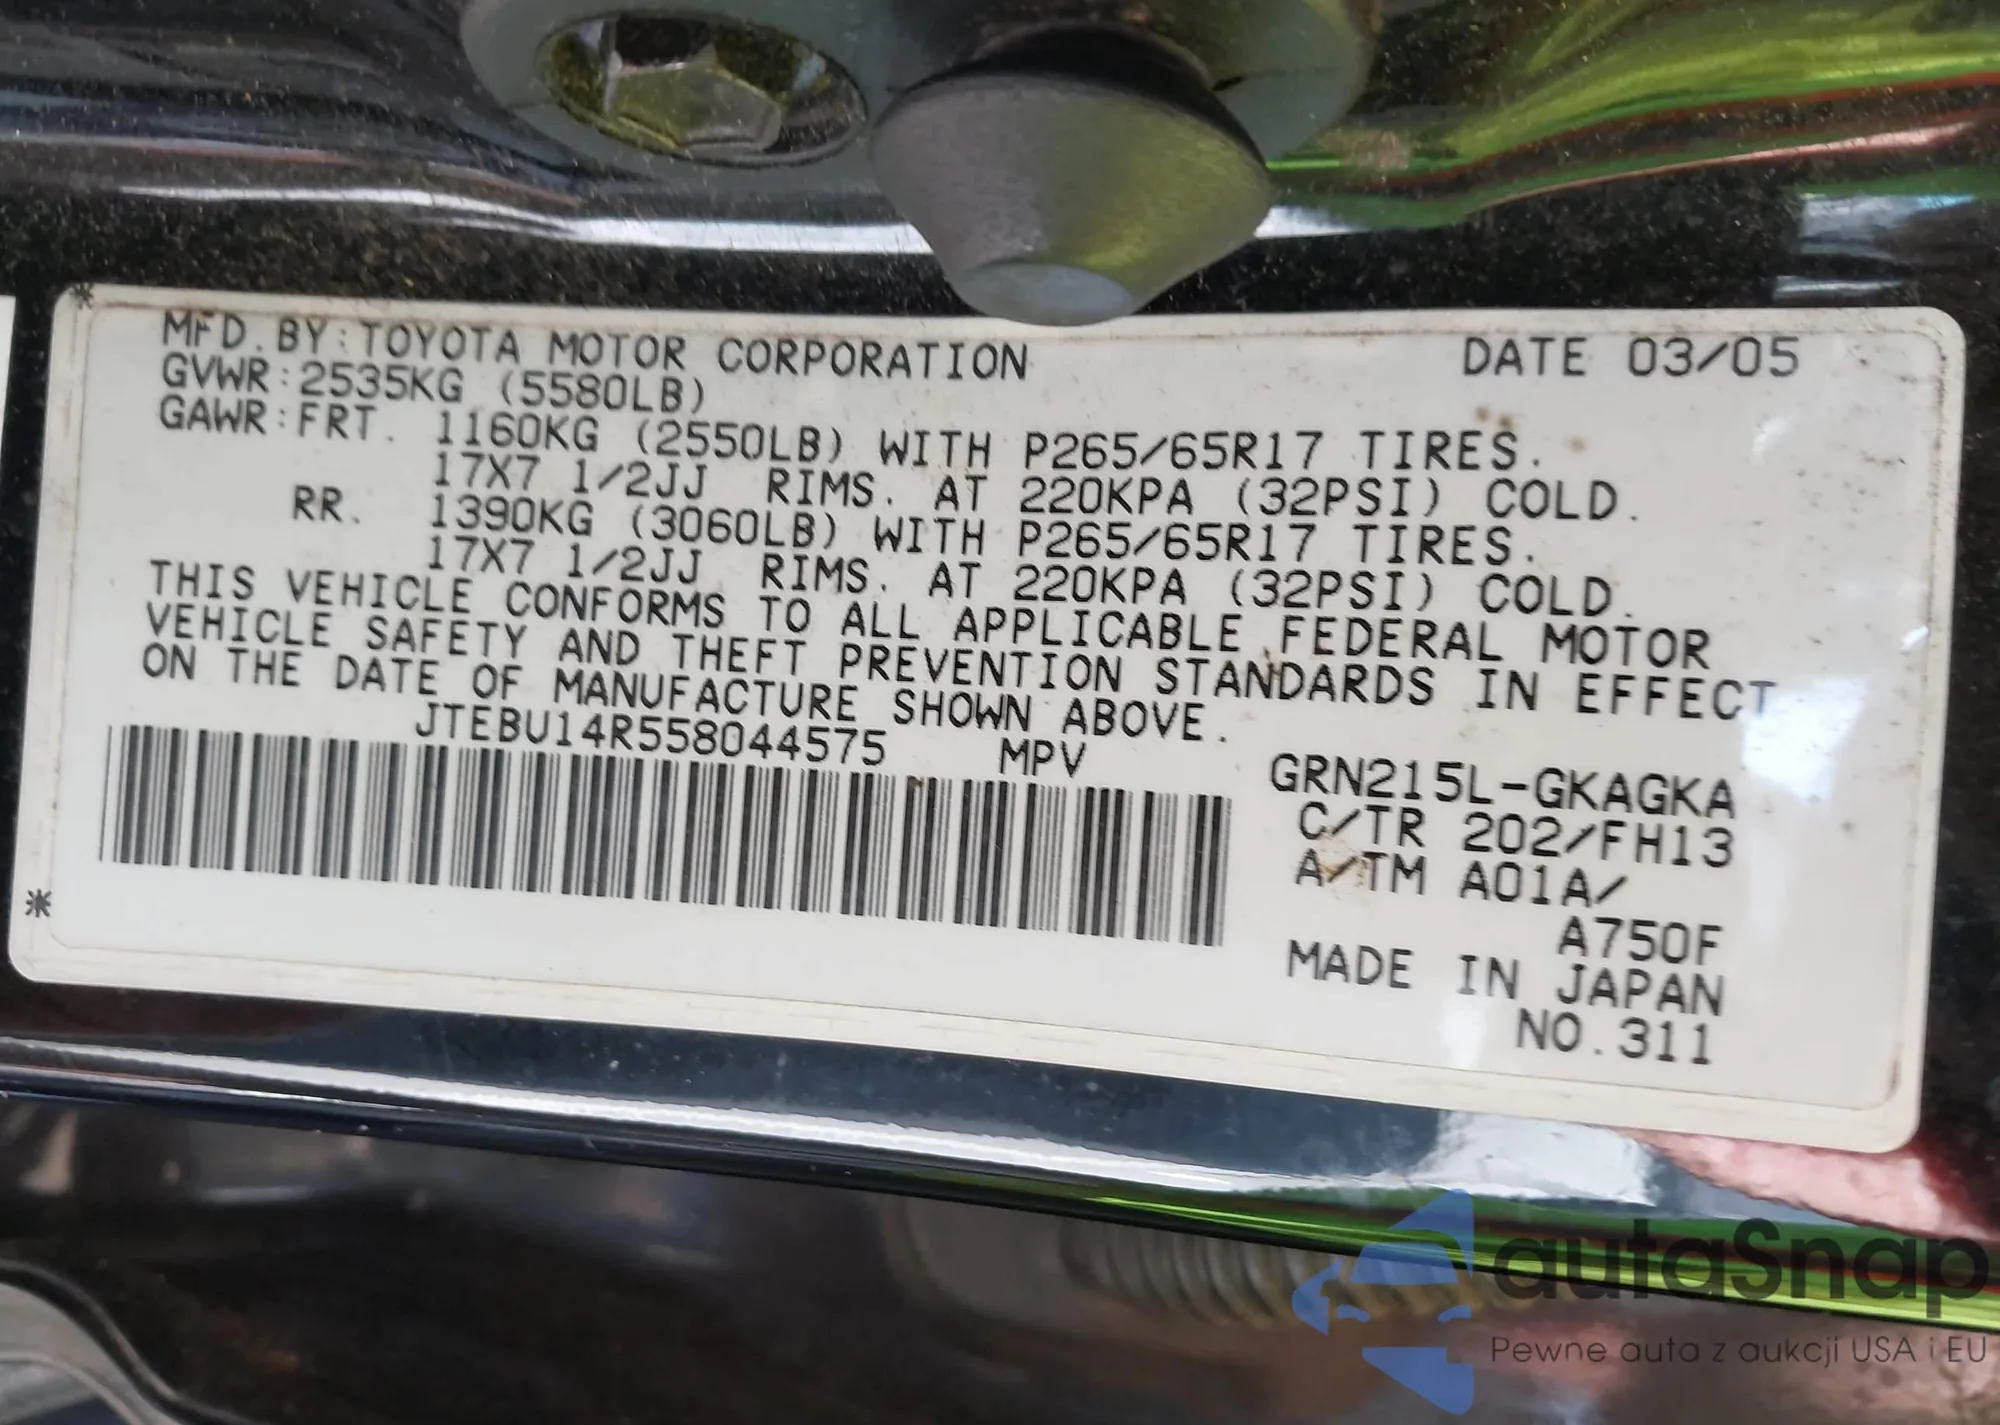 MFD. BY: TOYOTA MOTOR CORPORATION DATE 03/05
GVWR: 2535KG (5580LB)
GAWR: FRT. 1160KG (2550LB) WITH P265/65R17 TIRES.
17X7 1/2JJ RIMS. AT 220KPA (32PSI) COLD.
RR. 1390KG (3060LB) WITH P265/65R17 TIRES.
17X7 1/2JJ RIMS. AT 220KPA (32PSI) COLD.
THIS VEHICLE CONFORMS TO ALL APPLICABLE FEDERAL MOTOR
VEHICLE SAFETY AND THEFT PREVENTION STANDARDS IN EFFECT
ON THE DATE OF MANUFACTURE SHOWN ABOVE.
JTEBU14R558044575 MPV
GRN215L-GKAGKA
C/TR 202/FH13
A/TM A01A/
A750F
MADE IN JAPAN
NO.311
autaSnap
Pewne auta z aukcji USA i EU